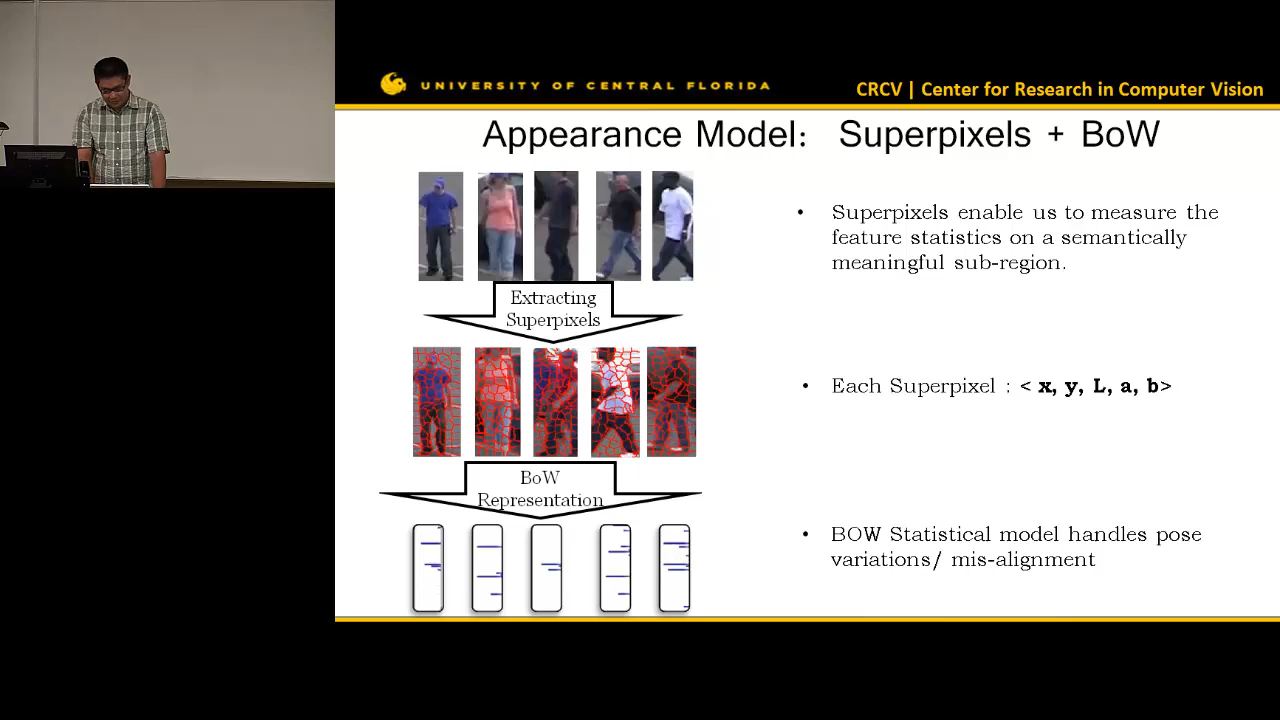 UNIVERSITY OF CENTRAL FLORIDA
CRCV | Center for Research in Computer Vision
Appearance Model: Superpixels + BoW
Extracting
Superpixels
BoW
Representation
• Superpixels enable us to measure the
feature statistics on a semantically
meaningful sub-region.
• Each Superpixel : < x, y, L, a, b>
• BOW Statistical model handles pose
variations/ mis-alignment